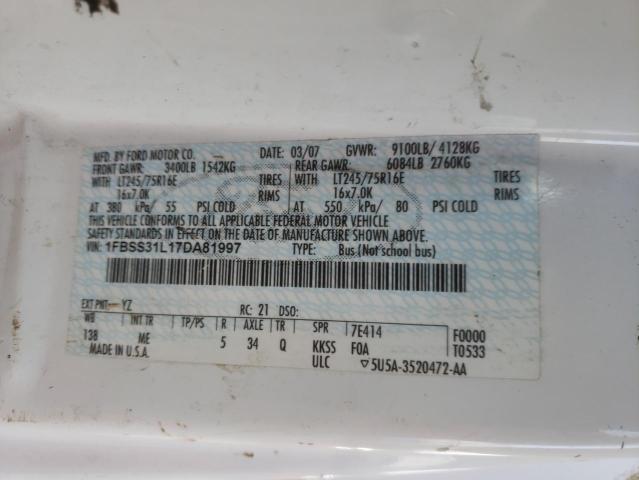 MFD. BY FORD MOTOR CO. DATE: 03/07 GVWR: 9100LB/ 4128KG
FRONT GAWR: 3400LB 1542KG REAR GAWR: 6084LB 2760KG
WITH LT245/75R16E TIRES WITH LT245/75R16E TIRES
16x7.0K RIMS 16x7.0K RIMS
AT 380 kPa/ 55 PSI COLD AT 550 kPa/ 80 PSI COLD
THIS VEHICLE CONFORMS TO ALL APPLICABLE FEDERAL MOTOR VEHICLE
SAFETY STANDARDS IN EFFECT ON THE DATE OF MANUFACTURE SHOWN ABOVE.
VIN: 1FBSS31L17DA81997 TYPE: Bus (Not school bus)
EXT PNT: YZ RC: 21 DSO:
WB INT TR TP/PS R AXLE TR SPR 7E414 F0000
138 ME 5 34 Q KKSS F0A T0533
MADE IN U.S.A. ULC ▽5U5A-3520472-AA